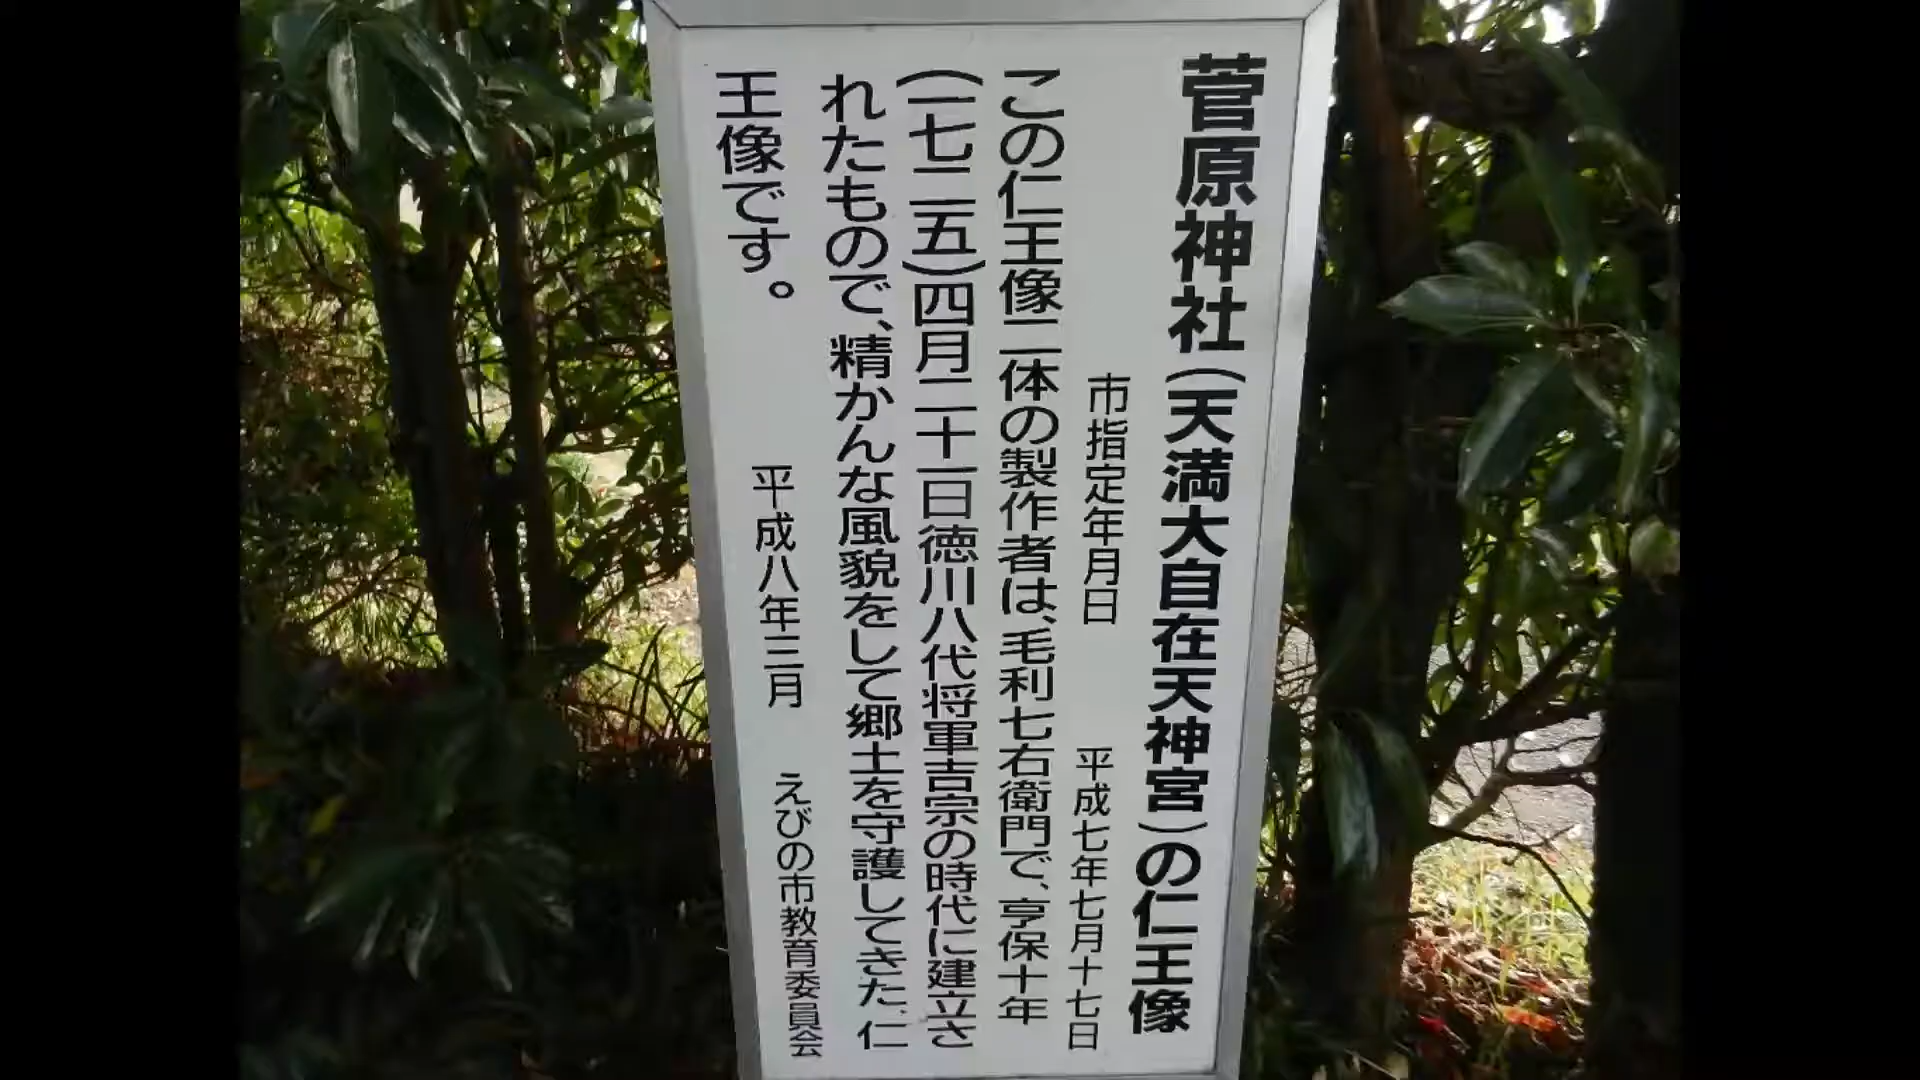 菅原神社(天満大自在天神宮)の仁王像
市指定年月日 平成七年七月十七日
この仁王像二体の製作者は、毛利七右衛門で、享保十年
(一七二五)四月二十一日徳川八代将軍吉宗の時代に建立さ
れたもので、精かんな風貌をして郷土を守護してきた、仁
王像です。
平成八年三月 えびの市教育委員会